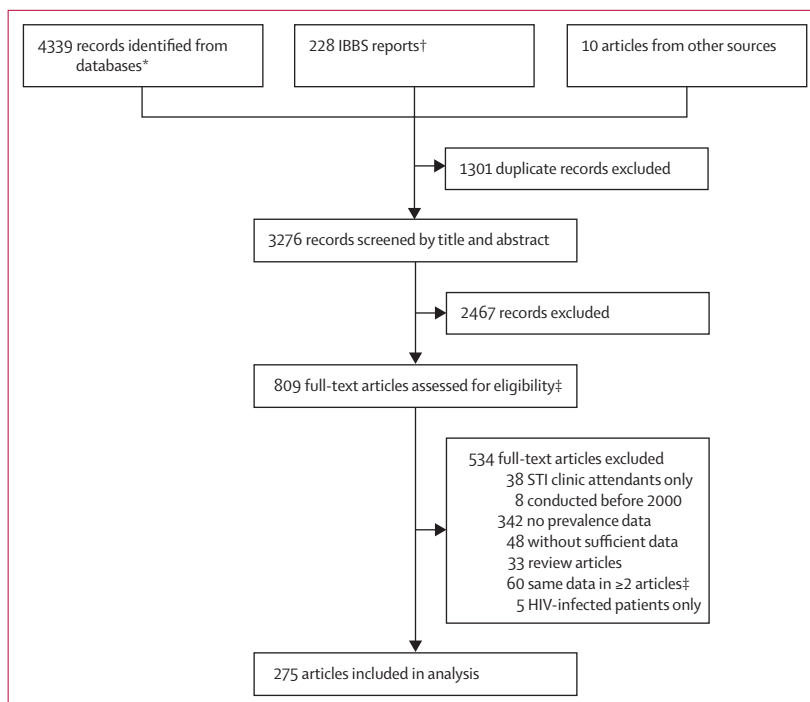 4339 records identified from
databases*
228 IBBS reports†
10 articles from other sources
1301 duplicate records excluded
3276 records screened by title and abstract
2467 records excluded
809 full-text articles assessed for eligibility‡
534 full-text articles excluded
38 STI clinic attendants only
8 conducted before 2000
342 no prevalence data
48 without sufficient data
33 review articles
60 same data in ≥2 articles‡
5 HIV-infected patients only
275 articles included in analysis